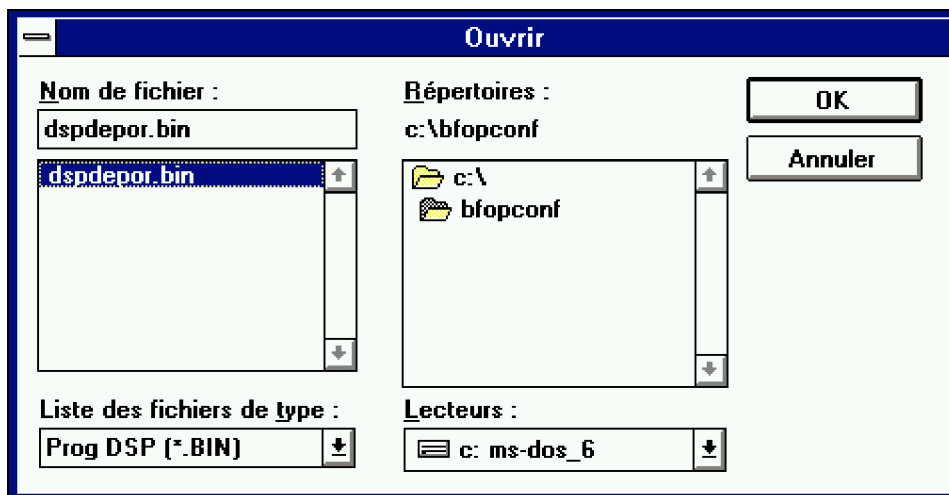 Ouvrir
Nom de fichier :
dspdepor.bin
dspdepor.bin
Liste des fichiers de type :
Prog DSP (*.BIN)
Répertoires :
c:\bfopconf
c:\
bfopconf
Lecteurs :
c: ms-dos_6
OK
Annuler